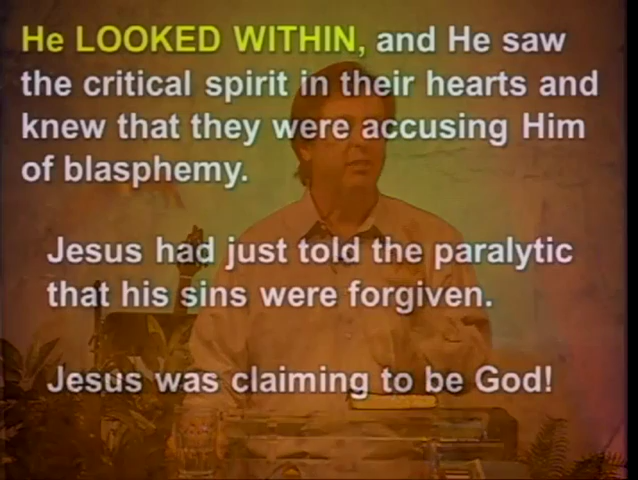 He LOOKED WITHIN, and He saw
the critical spirit in their hearts and
knew that they were accusing Him
of blasphemy.
Jesus had just told the paralytic
that his sins were forgiven.
Jesus was claiming to be God!